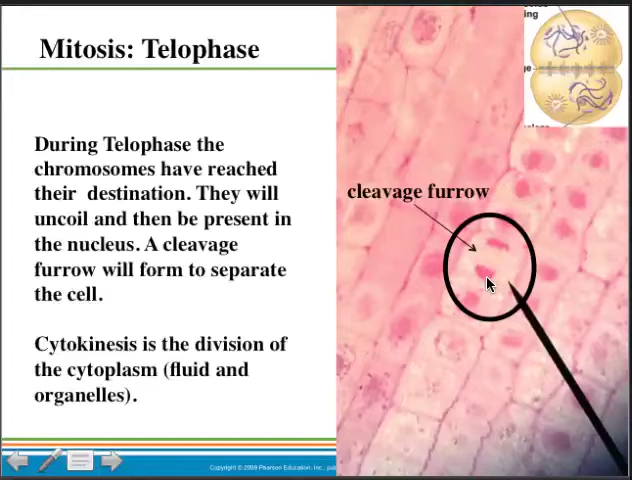 Mitosis: Telophase
During Telophase the
chromosomes have reached
their destination. They will
uncoil and then be present in
the nucleus. A cleavage
furrow will form to separate
the cell.
Cytokinesis is the division of
the cytoplasm (fluid and
organelles).
cleavage furrow
ing
Copyright © 2009 Pearson Education, Inc.,